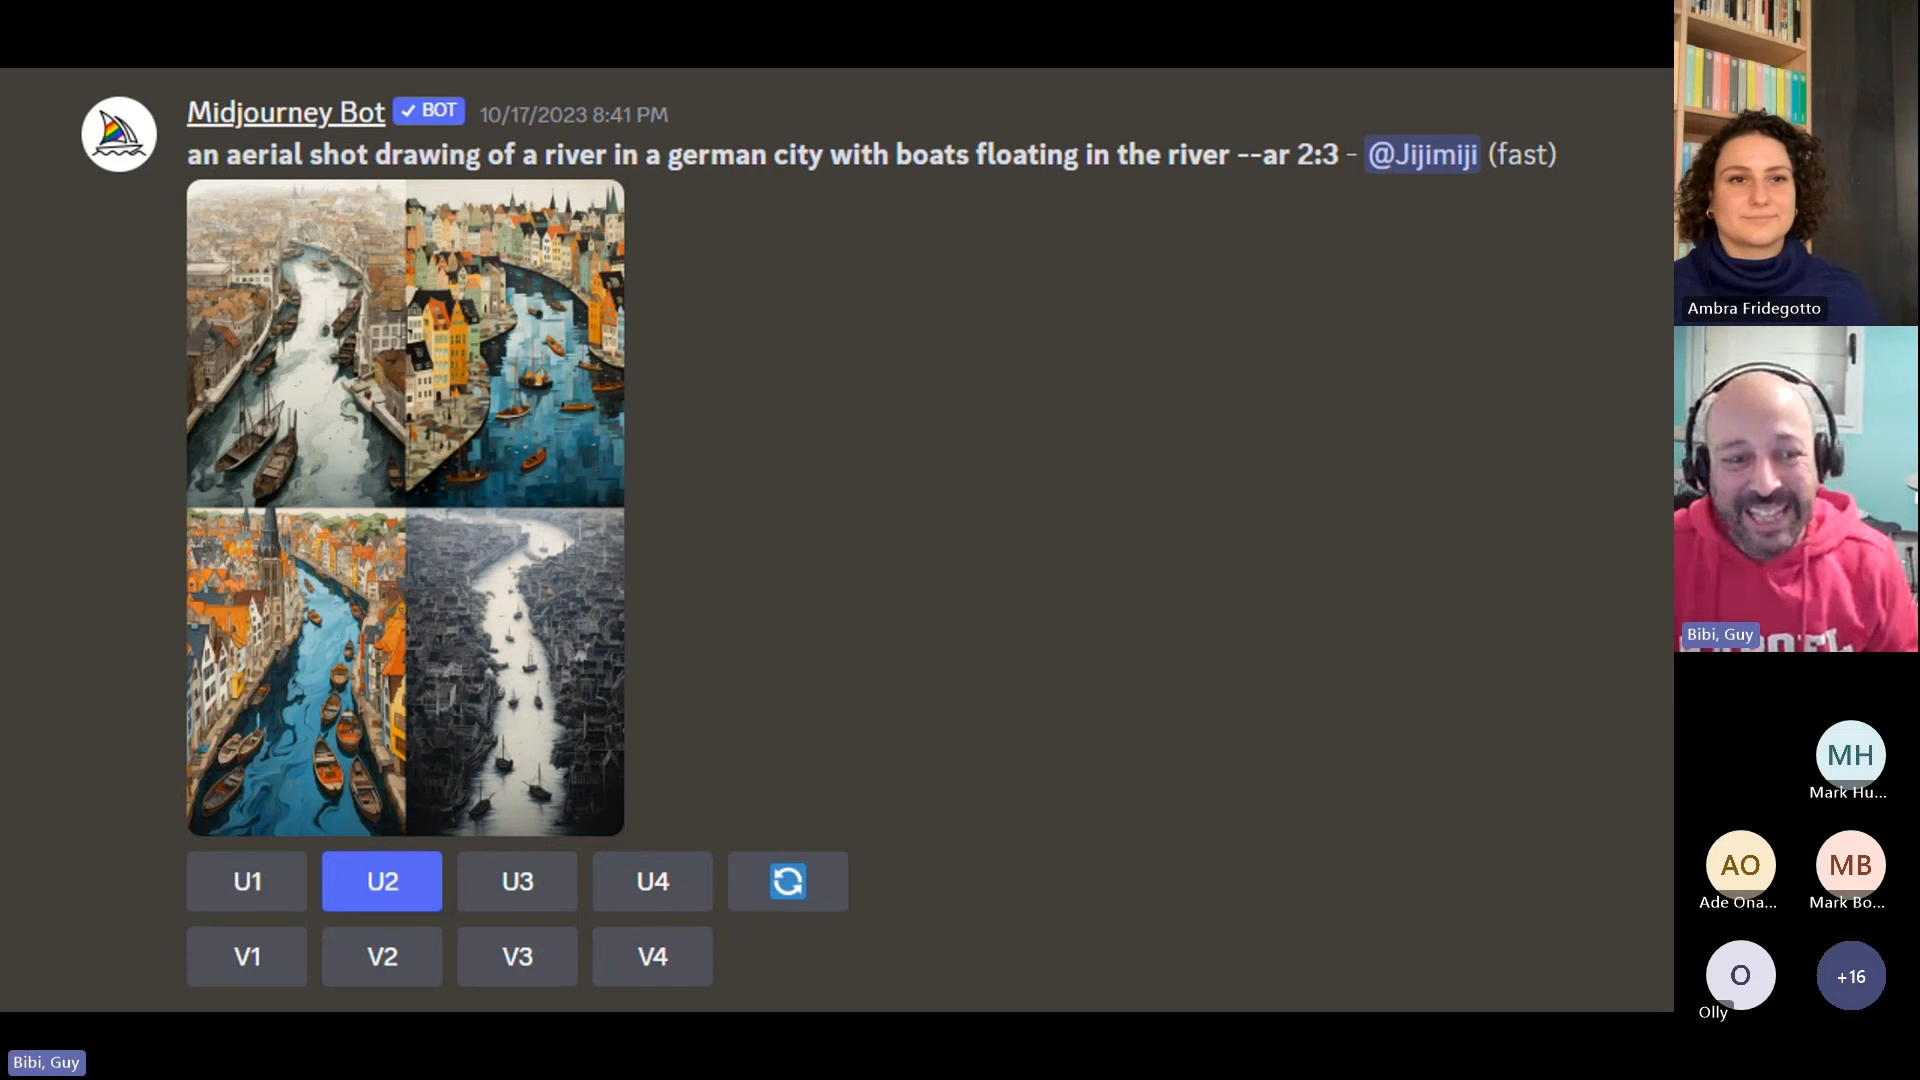 Midjourney Bot ✓ BOT 10/17/2023 8:41 PM
an aerial shot drawing of a river in a german city with boats floating in the river --ar 2:3 - @Jijimiji (fast)
U1 U2 U3 U4
V1 V2 V3 V4
Ambra Fridegotto
Bibi, Guy
MH
Mark Hu...
AO
Ade Ona...
MB
Mark Bo...
O
Olly
+16
Bibi, Guy